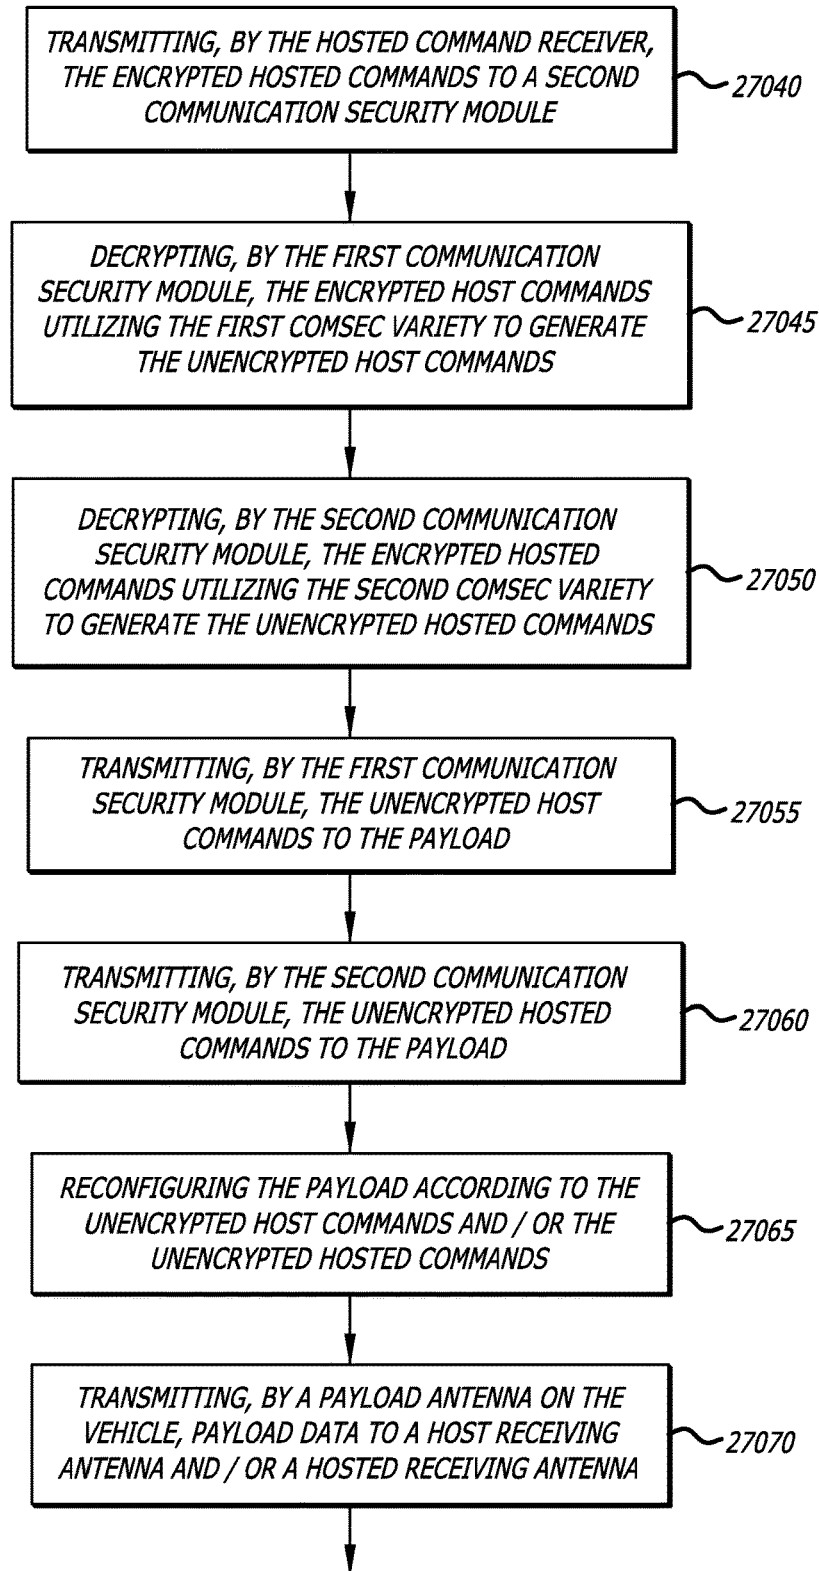 TRANSMITTING, BY THE HOSTED COMMAND RECEIVER,
THE ENCRYPTED HOSTED COMMANDS TO A SECOND
COMMUNICATION SECURITY MODULE
27040
DECRYPTING, BY THE FIRST COMMUNICATION
SECURITY MODULE, THE ENCRYPTED HOST COMMANDS
UTILIZING THE FIRST COMSEC VARIETY TO GENERATE
THE UNENCRYPTED HOST COMMANDS
27045
DECRYPTING, BY THE SECOND COMMUNICATION
SECURITY MODULE, THE ENCRYPTED HOSTED
COMMANDS UTILIZING THE SECOND COMSEC VARIETY
TO GENERATE THE UNENCRYPTED HOSTED COMMANDS
27050
TRANSMITTING, BY THE FIRST COMMUNICATION
SECURITY MODULE, THE UNENCRYPTED HOST
COMMANDS TO THE PAYLOAD
27055
TRANSMITTING, BY THE SECOND COMMUNICATION
SECURITY MODULE, THE UNENCRYPTED HOSTED
COMMANDS TO THE PAYLOAD
27060
RECONFIGURING THE PAYLOAD ACCORDING TO THE
UNENCRYPTED HOST COMMANDS AND / OR THE
UNENCRYPTED HOSTED COMMANDS
27065
TRANSMITTING, BY A PAYLOAD ANTENNA ON THE
VEHICLE, PAYLOAD DATA TO A HOST RECEIVING
ANTENNA AND / OR A HOSTED RECEIVING ANTENNA
27070